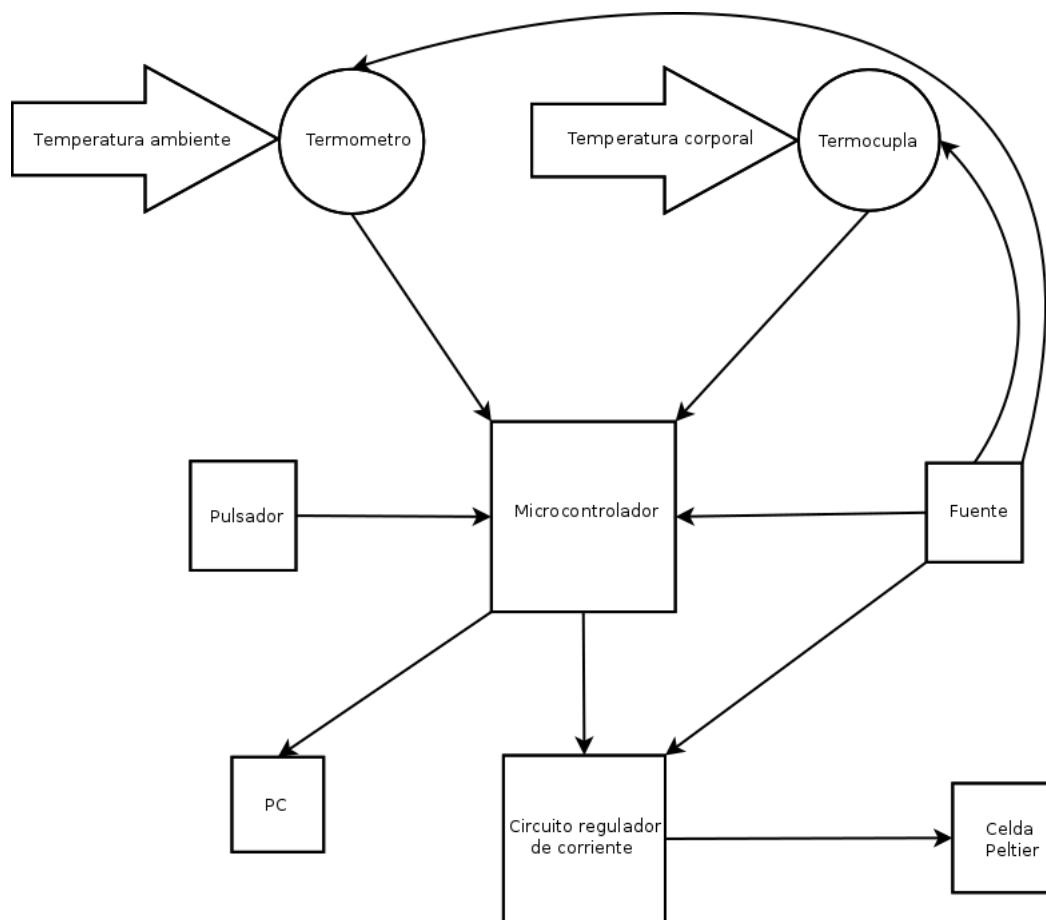 Temperatura ambiente
Termometro
Temperatura corporal
Termocupla
Pulsador
Microcontrolador
Fuente
PC
Circuito regulador
de corriente
Celda
Peltier